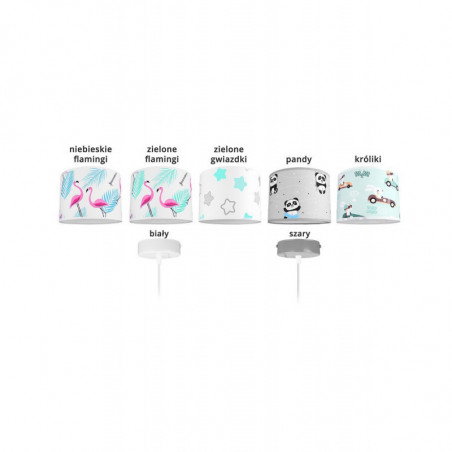 niebieskie
flamingi
zielone
flamingi
zielone
gwiazdki
pandy
króliki
biały
szary